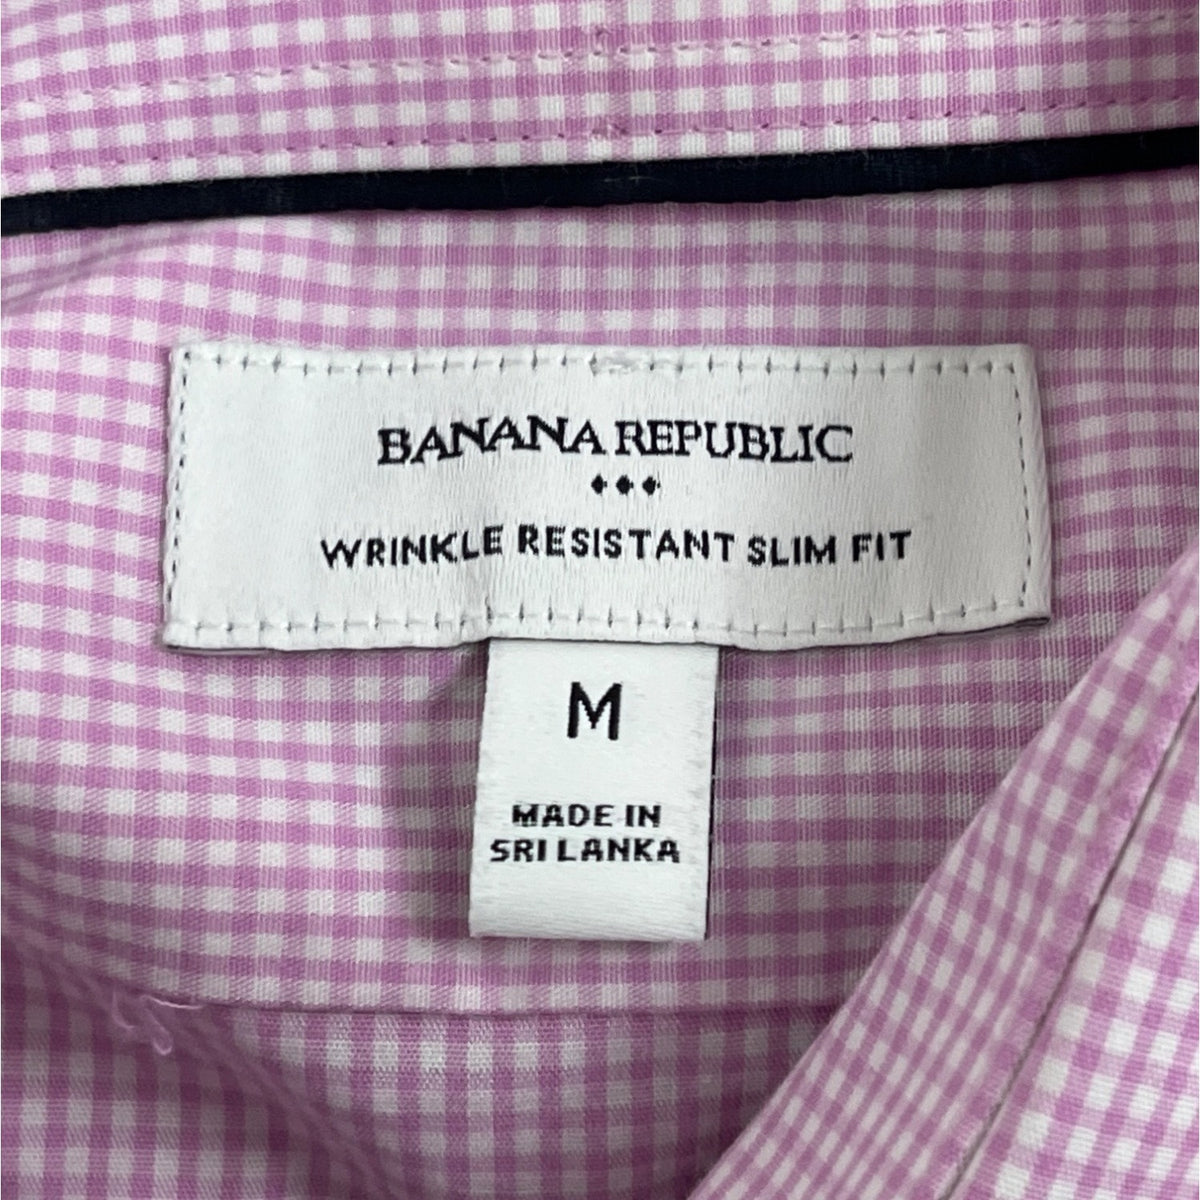 BANANA REPUBLIC
WRINKLE RESISTANT SLIM FIT
M
MADE IN
SRI LANKA